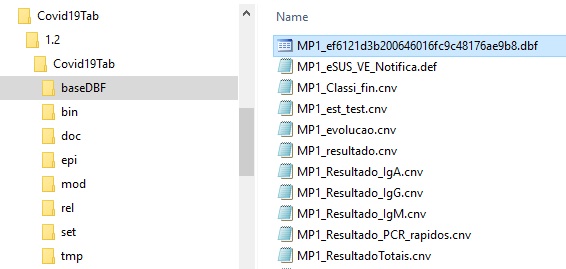 Covid19Tab
1.2
Covid19Tab
baseDBF
bin
doc
epi
mod
rel
set
tmp
Name
MP1_ef6121d3b200646016fc9c48176ae9b8.dbf
MP1_eSUS_VE_Notifica.def
MP1_Classi_fin.cnv
MP1_est_test.cnv
MP1_evolucao.cnv
MP1_resultado.cnv
MP1_Resultado_IgA.cnv
MP1_Resultado_IgG.cnv
MP1_Resultado_IgM.cnv
MP1_Resultado_PCR_rapidos.cnv
MP1_ResultadoTotais.cnv